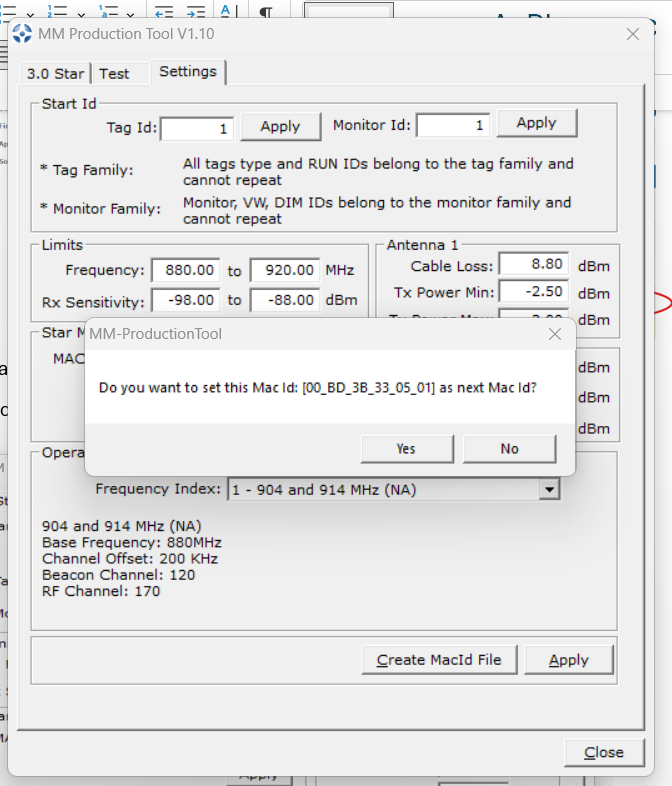 MM Production Tool V1.10
3.0 Star
Test
Settings
Start Id
Tag Id: 1 Apply Monitor Id: 1 Apply
* Tag Family: All tags type and RUN IDs belong to the tag family and
cannot repeat
* Monitor Family: Monitor, VW, DIM IDs belong to the monitor family and
cannot repeat
Limits
Frequency: 880.00 to 920.00 MHz
Rx Sensitivity: -98.00 to -88.00 dBm
Antenna 1
Cable Loss: 8.80 dBm
Tx Power Min: -2.50 dBm
dBm
Star M
MAC
dBm
dBm
dBm
MM-ProductionTool
Do you want to set this Mac Id: [00_BD_3B_33_05_01] as next Mac Id?
Yes
No
Opera
Frequency Index: 1 - 904 and 914 MHz (NA)
904 and 914 MHz (NA)
Base Frequency: 880MHz
Channel Offset: 200 KHz
Beacon Channel: 120
RF Channel: 170
Create MacId File
Apply
Close